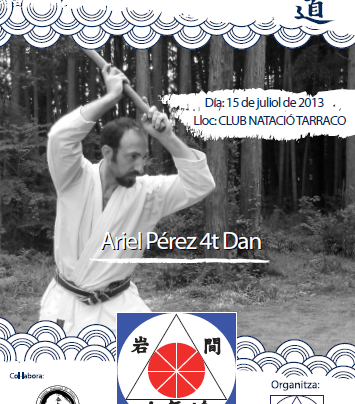 道
Día: 15 de juliol de 2013
Lloc: CLUB NATACIÓ TARRACO
Ariel Pérez 4t Dan
岩 間
Col·labora:
Organitza: